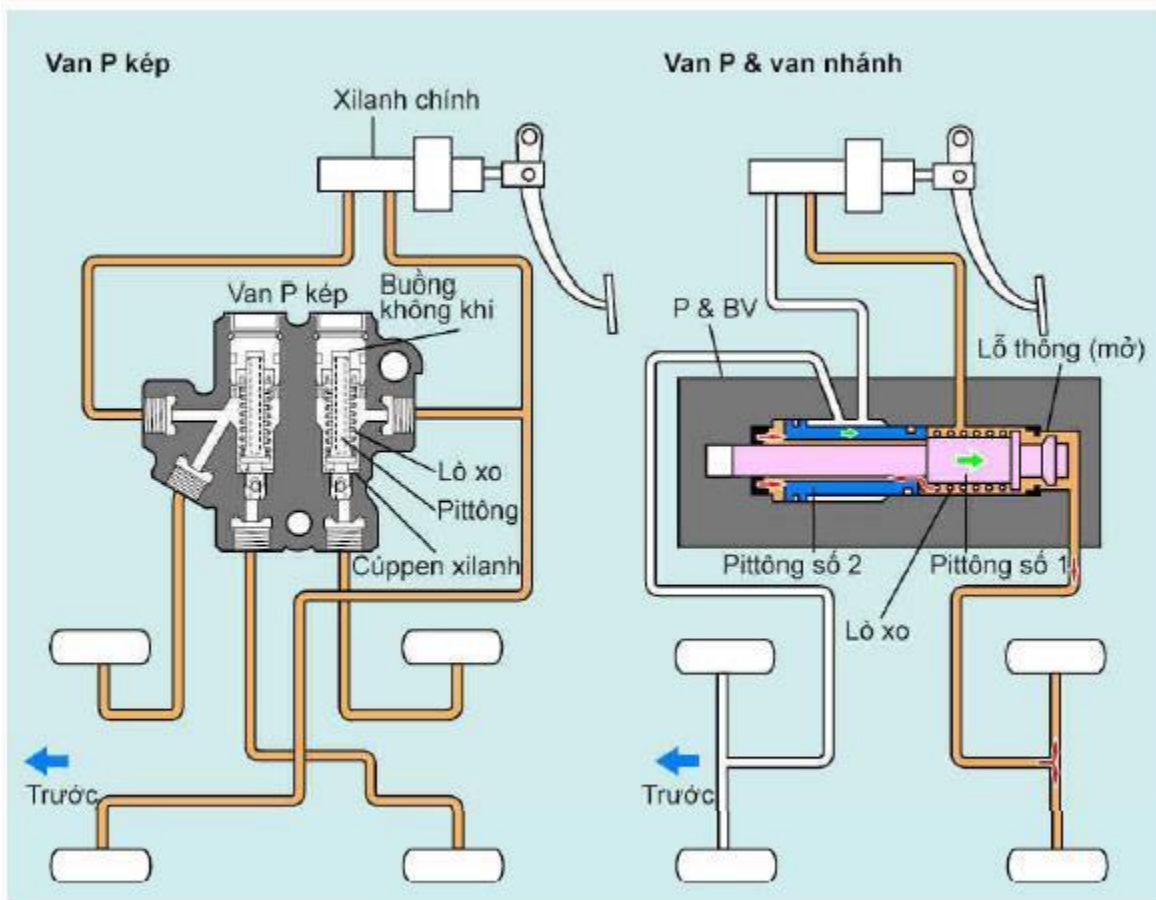 Van P kép
Xilanh chính
Van P kép
Buồng
không khí
Lò xo
Pittông
Cúppen xilanh
Trước
Van P & van nhánh
P & BV
Lỗ thông (mở)
Pittông số 2
Pittông số 1
Lò xo
Trước